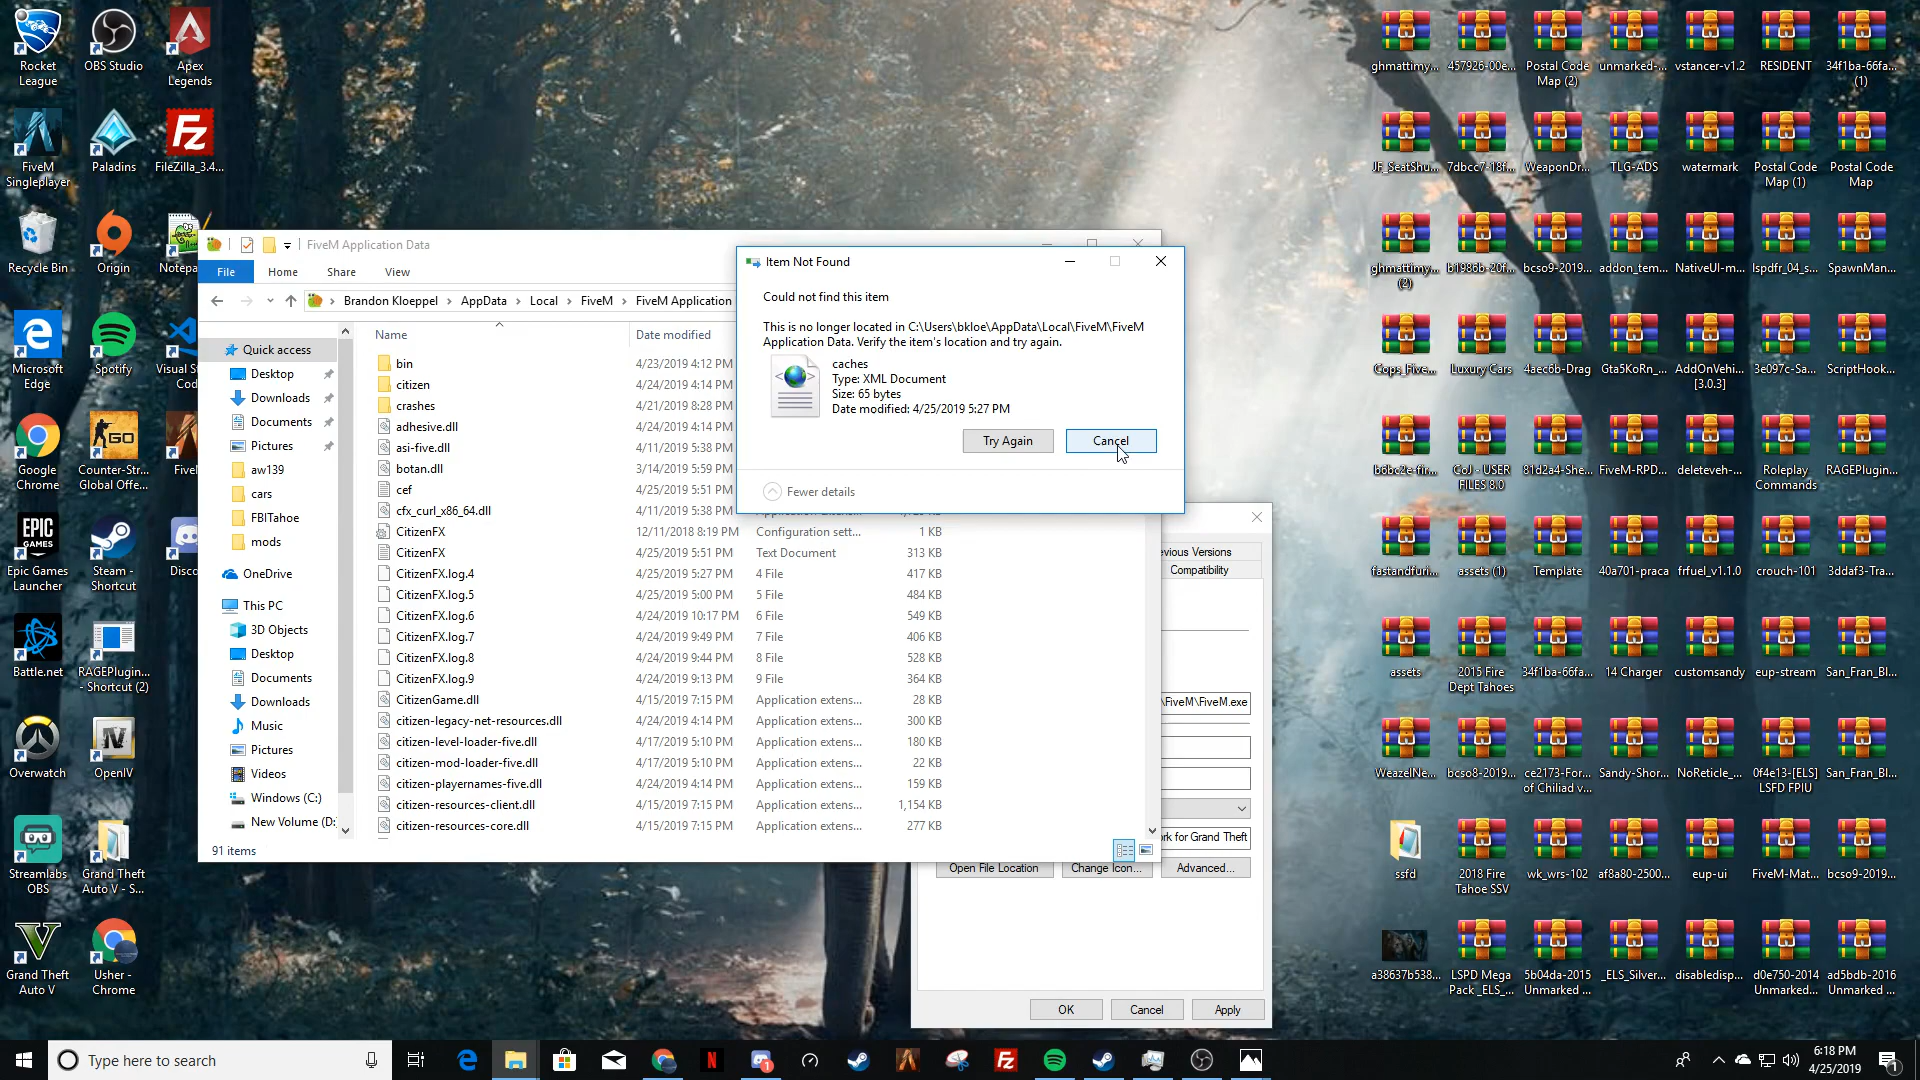 Rocket
League
OBS Studio
Apex
Legends
FiveM
Singleplayer
Paladins
FileZilla_3.4...
Recycle Bin
Origin
Notepa
Microsoft
Edge
Spotify
Visual St
Cod
Google
Chrome
Counter-Str...
Global Offe...
Five
Epic Games
Launcher
Steam -
Shortcut
Disco
Battle.net
RAGEPlugin...
- Shortcut (2)
Overwatch
OpenIV
Streamlabs
OBS
Grand Theft
Auto V - S...
Grand Theft
Auto V
Usher -
Chrome
FiveM Application Data
File
Home
Share
View
Brandon Kloeppel
AppData
Local
FiveM
FiveM Application
Quick access
Desktop
Downloads
Documents
Pictures
aw139
cars
FBITahoe
mods
OneDrive
This PC
3D Objects
Desktop
Documents
Downloads
Music
Pictures
Videos
Windows (C:)
New Volume (D:
91 items
Name
Date modified
bin 4/23/2019 4:12 PM
citizen 4/24/2019 4:14 PM
crashes 4/21/2019 8:28 PM
adhesive.dll 4/24/2019 4:14 PM
asi-five.dll 4/11/2019 5:38 PM
botan.dll 3/14/2019 5:59 PM
cef 4/25/2019 5:51 PM
cfx_curl_x86_64.dll 4/11/2019 5:38 PM
CitizenFX 12/11/2018 8:19 PM Configuration sett... 1 KB
CitizenFX 4/25/2019 5:51 PM Text Document 313 KB
CitizenFX.log.4 4/25/2019 5:27 PM 4 File 417 KB
CitizenFX.log.5 4/25/2019 5:00 PM 5 File 484 KB
CitizenFX.log.6 4/24/2019 10:17 PM 6 File 549 KB
CitizenFX.log.7 4/24/2019 9:49 PM 7 File 406 KB
CitizenFX.log.8 4/24/2019 9:44 PM 8 File 528 KB
CitizenFX.log.9 4/24/2019 9:13 PM 9 File 364 KB
CitizenGame.dll 4/15/2019 7:15 PM Application extens... 28 KB
citizen-legacy-net-resources.dll 4/24/2019 4:14 PM Application extens... 300 KB
citizen-level-loader-five.dll 4/17/2019 5:10 PM Application extens... 180 KB
citizen-mod-loader-five.dll 4/17/2019 5:10 PM Application extens... 22 KB
citizen-playernames-five.dll 4/24/2019 4:14 PM Application extens... 159 KB
citizen-resources-client.dll 4/15/2019 7:15 PM Application extens... 1,154 KB
citizen-resources-core.dll 4/15/2019 7:15 PM Application extens... 277 KB
Item Not Found
Could not find this item
This is no longer located in C:\Users\bkloe\AppData\Local\FiveM\FiveM
Application Data. Verify the item's location and try again.
caches
Type: XML Document
Size: 65 bytes
Date modified: 4/25/2019 5:27 PM
Try Again
Cancel
Fewer details
evious Versions
Compatibility
\FiveM\FiveM.exe
ork for Grand Theft
Open File Location
Change Icon...
Advanced...
OK
Cancel
Apply
ghmattimy...
457926-00e...
Postal Code
Map (2)
unmarked-...
vstancer-v1.2
RESIDENT
34f1ba-66fa...
(1)
JF_SeatShu...
7dbcc7-18f...
WeaponDr...
TLG-ADS
watermark
Postal Code
Map (1)
Postal Code
Map
ghmattimy...
(2)
b1986b-20f...
bcso9-2019...
addon_tem...
NativeUI-m...
lspdfr_04_s...
SpawnMan...
Cops_Five...
Luxury Cars
4aec6b-Drag
Gta5KoRn_...
AddOnVehi...
[3.0.3]
3e097c-Sa...
ScriptHook...
b6bc2e-fir...
CoJ - USER
FILES 8.0
81d2a4-She...
FiveM-RPD...
deleteveh-...
Roleplay
Commands
RAGEPlugin...
fastandfuri...
assets (1)
Template
40a701-praca
frfuel_v1.1.0
crouch-101
3ddaf3-Tra...
assets
2015 Fire
Dept Tahoes
34f1ba-66fa...
14 Charger
customsandy
eup-stream
San_Fran_Bl...
WeazelNe...
bcso8-2019...
ce2173-For...
of Chiliad v...
Sandy-Shor...
NoReticle_...
0f4e13-[ELS]
LSFD FPIU
San_Fran_Bl...
ssfd
2018 Fire
Tahoe SSV
wk_wrs-102
af8a80-2500...
eup-ui
FiveM-Mat...
bcso9-2019...
a38637b538...
LSPD Mega
Pack _ELS_...
5b04da-2015
Unmarked ...
_ELS_Silver...
disabledisp...
d0e750-2014
Unmarked...
ad5bdb-2016
Unmarked ...
Type here to search
6:18 PM
4/25/2019